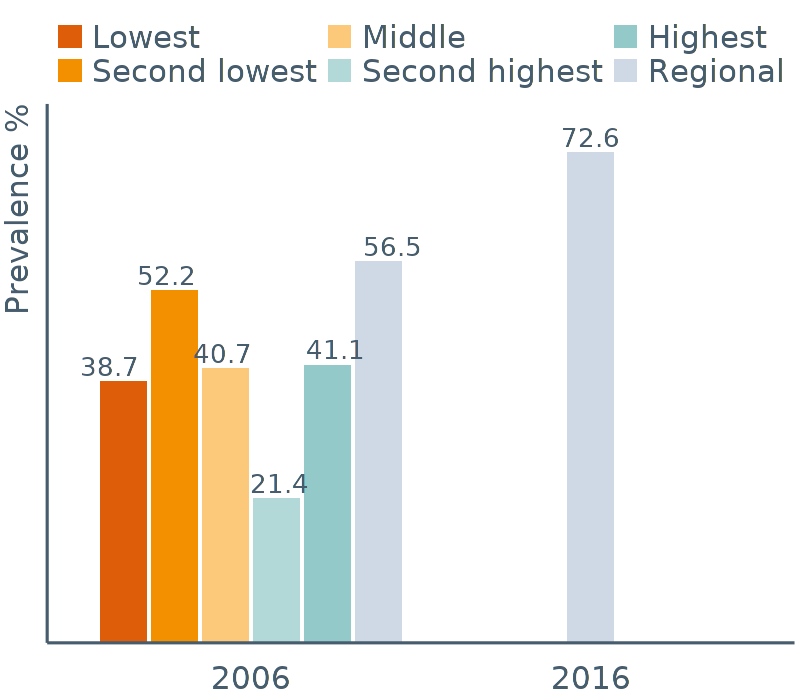 Lowest Middle Highest
Second lowest Second highest Regional
Prevalence %
72.6
56.5
52.2
41.1
40.7
38.7
21.4
2006 2016